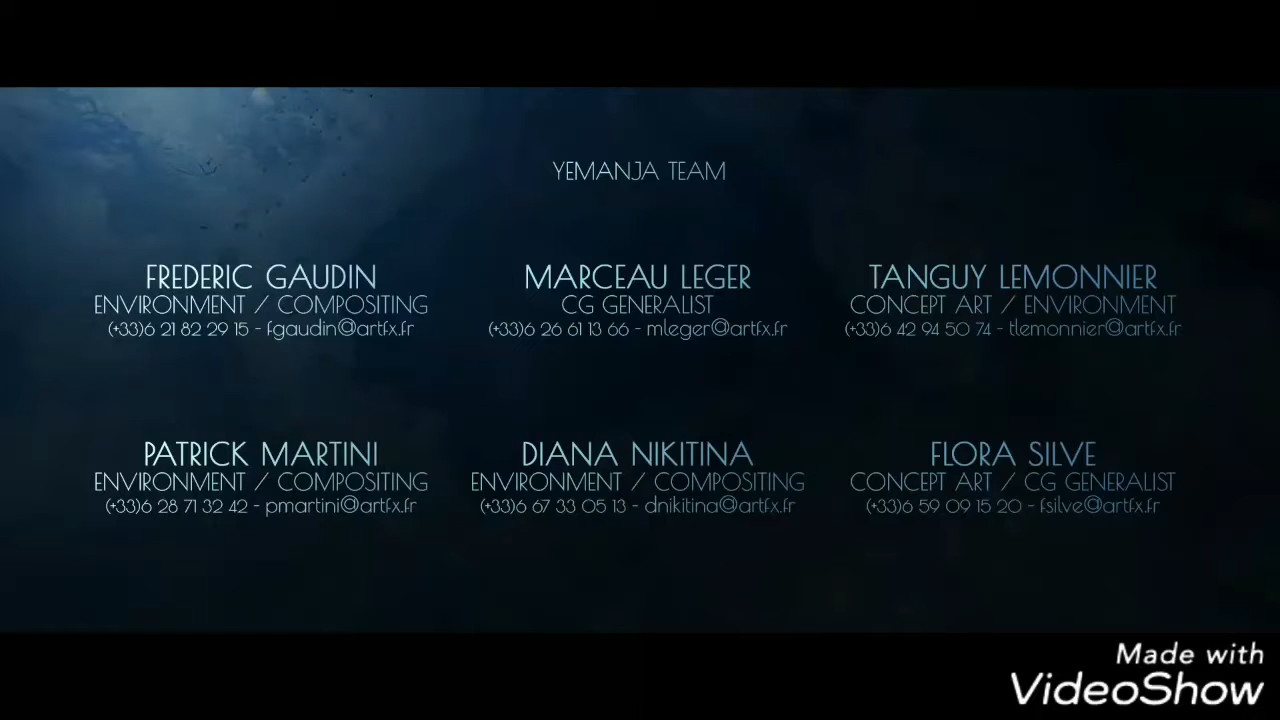 YEMANJA TEAM
FREDERIC GAUDIN
ENVIRONMENT / COMPOSITING
(+33)6 21 82 29 15 - fgaudin@artfx.fr
MARCEAU LEGER
CG GENERALIST
(+33)6 26 61 13 66 - mleger@artfx.fr
TANGUY LEMONNIER
CONCEPT ART / ENVIRONMENT
(+33)6 42 94 50 74 - tlemonnier@artfx.fr
PATRICK MARTINI
ENVIRONMENT / COMPOSITING
(+33)6 28 71 32 42 - pmartini@artfx.fr
DIANA NIKITINA
ENVIRONMENT / COMPOSITING
(+33)6 67 33 05 13 - dnikitina@artfx.fr
FLORA SILVE
CONCEPT ART / CG GENERALIST
(+33)6 59 09 15 20 - fsilve@artfx.fr
Made with
VideoShow